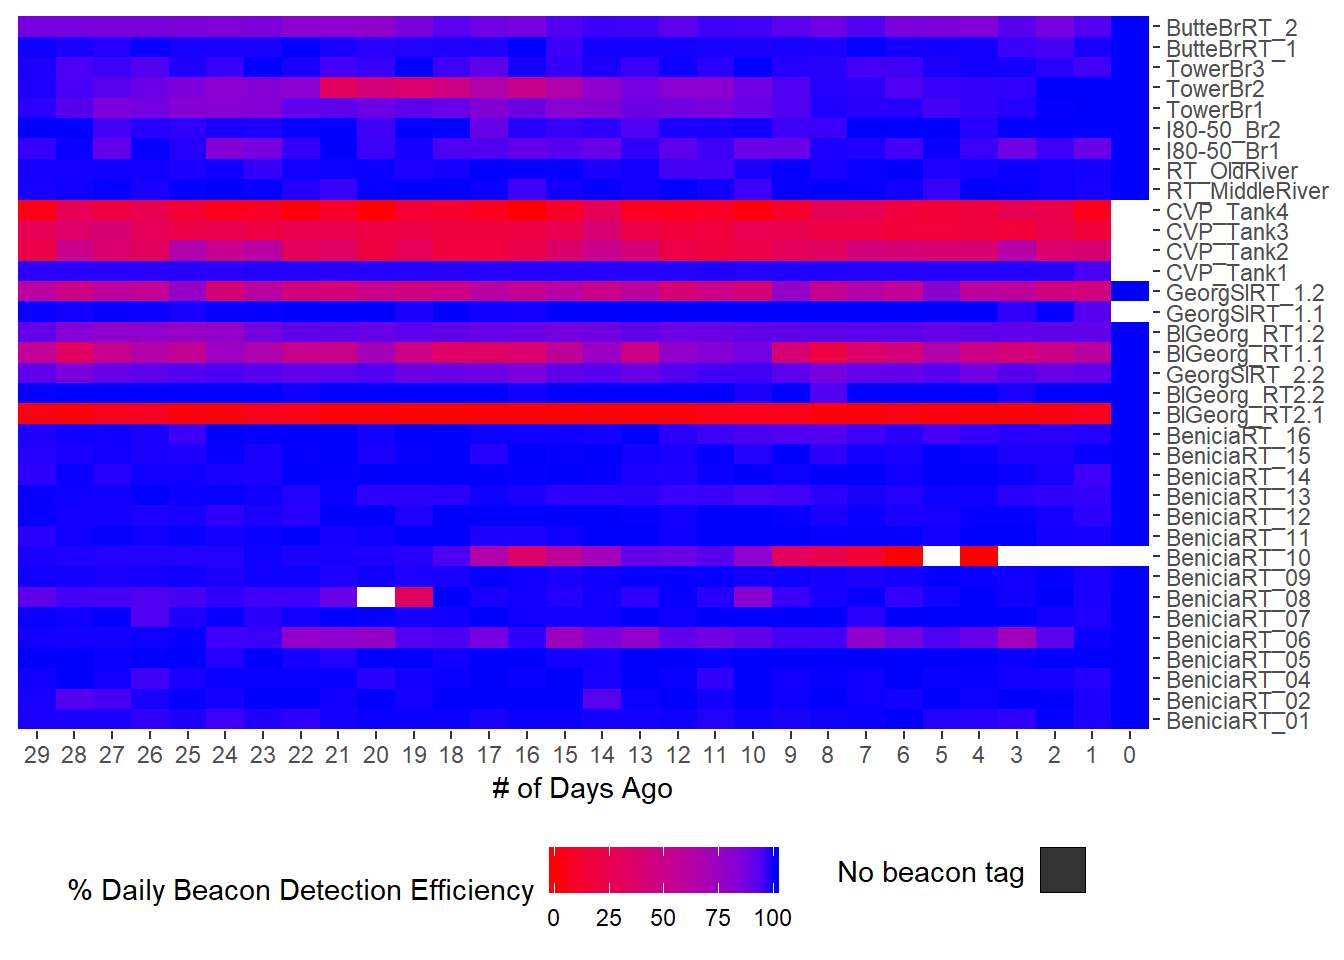 ButteBrRT_2
ButteBrRT_1
TowerBr3
TowerBr2
TowerBr1
I80-50_Br2
I80-50_Br1
RT_OldRiver
RT_MiddleRiver
CVP_Tank4
CVP_Tank3
CVP_Tank2
CVP_Tank1
GeorgSlRT_1.2
GeorgSlRT_1.1
BlGeorg_RT1.2
BlGeorg_RT1.1
GeorgSlRT_2.2
BlGeorg_RT2.2
BlGeorg_RT2.1
BeniciaRT_16
BeniciaRT_15
BeniciaRT_14
BeniciaRT_13
BeniciaRT_12
BeniciaRT_11
BeniciaRT_10
BeniciaRT_09
BeniciaRT_08
BeniciaRT_07
BeniciaRT_06
BeniciaRT_05
BeniciaRT_04
BeniciaRT_02
BeniciaRT_01
29 28 27 26 25 24 23 22 21 20 19 18 17 16 15 14 13 12 11 10 9 8 7 6 5 4 3 2 1 0
# of Days Ago
% Daily Beacon Detection Efficiency
0 25 50 75 100
No beacon tag